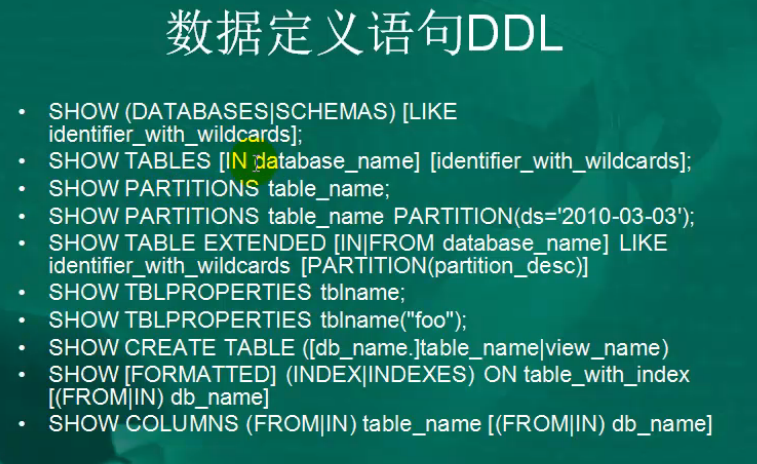 数据定义语句DDL
• SHOW (DATABASES|SCHEMAS) [LIKE
identifier_with_wildcards];
• SHOW TABLES [IN database_name] [identifier_with_wildcards];
• SHOW PARTITIONS table_name;
• SHOW PARTITIONS table_name PARTITION(ds='2010-03-03');
• SHOW TABLE EXTENDED [IN|FROM database_name] LIKE
identifier_with_wildcards [PARTITION(partition_desc)]
• SHOW TBLPROPERTIES tblname;
• SHOW TBLPROPERTIES tblname("foo");
• SHOW CREATE TABLE ([db_name.]table_name|view_name)
• SHOW [FORMATTED] (INDEX|INDEXES) ON table_with_index
[(FROM|IN) db_name]
• SHOW COLUMNS (FROM|IN) table_name [(FROM|IN) db_name]